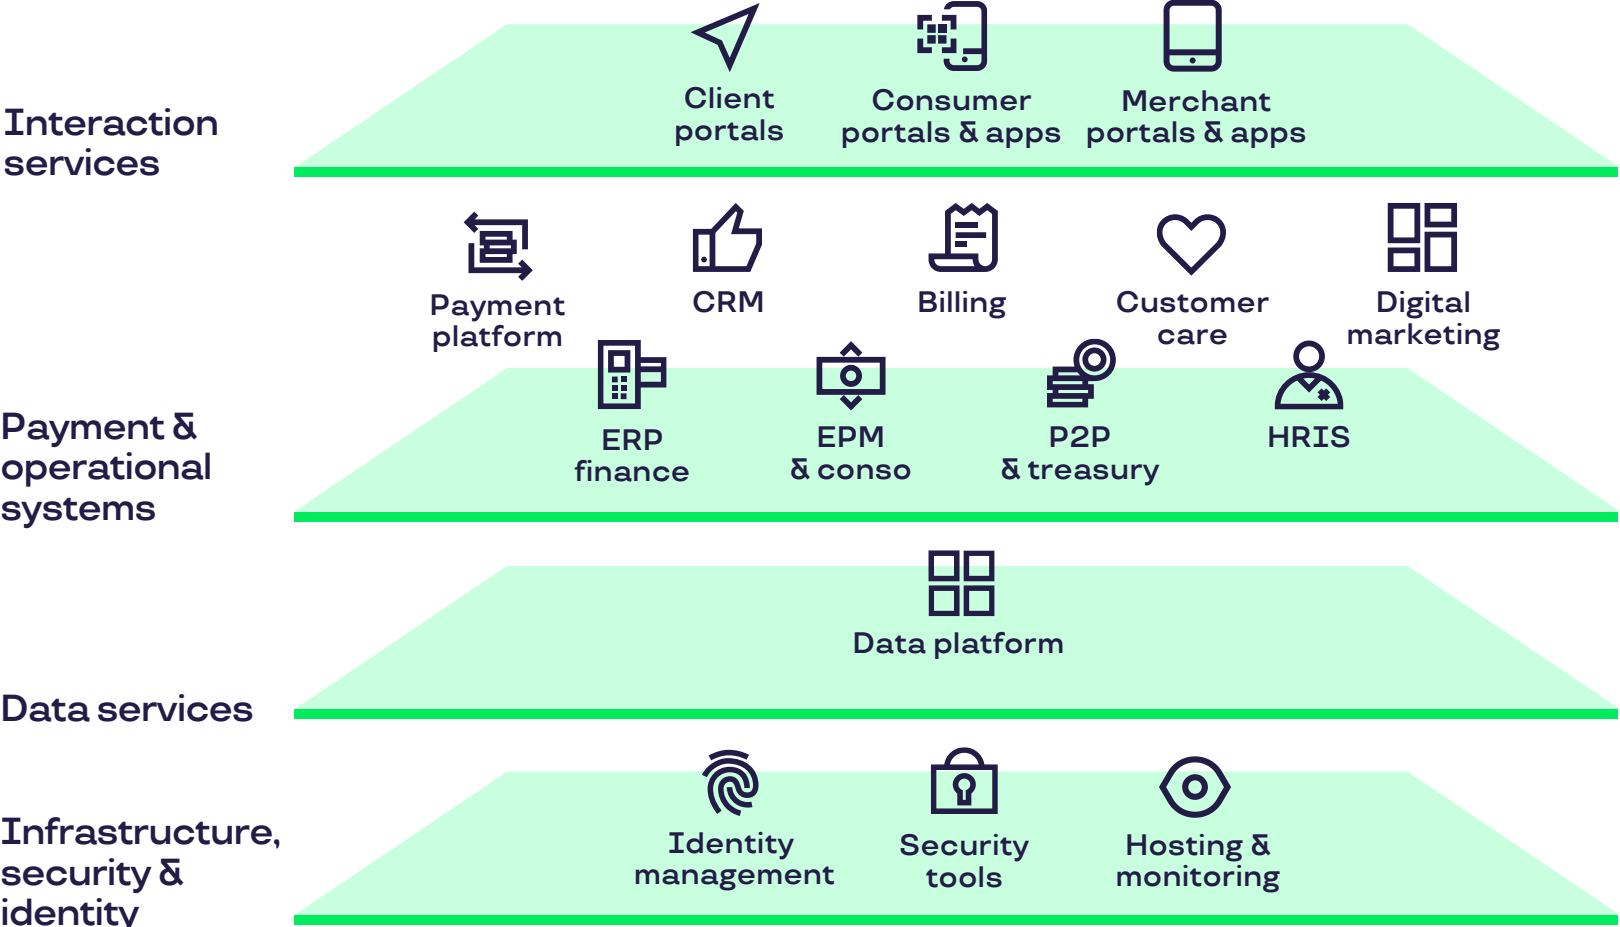 Interaction
services
Client
portals
Consumer
portals & apps
Merchant
portals & apps
Payment &
operational
systems
Payment
platform
CRM
Billing
Customer
care
Digital
marketing
ERP
finance
EPM
& conso
P2P
& treasury
HRIS
Data services
Data platform
Infrastructure,
security &
identity
Identity
management
Security
tools
Hosting &
monitoring